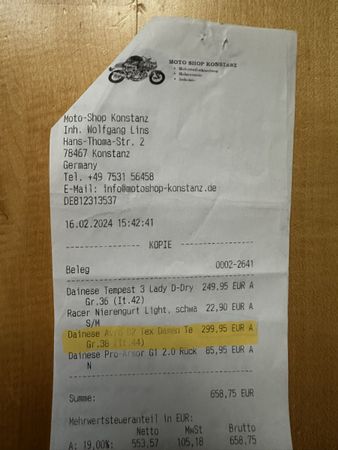 MOTO SHOP KONSTANZ
Moto-Shop Konstanz
Inh. Wolfgang Lins
Hans-Thoma-Str. 2
78467 Konstanz
Germany
Tel. +49 7531 56458
E-Mail: info@motoshop-konstanz.de
DE812313537
16.02.2024 15:42:41
KOPIE
Beleg 0002-2641
Dainese Tempest 3 Lady D-Dry 249,95 EUR A
Gr.36 (It.42)
Racer Nierengurt Light, schwa 22,90 EUR A
S/M
Dainese Tex Damen Te 299,95 EUR A
Gr.38 (It.44)
Dainese Pro-Armor G1 2.0 Rück 85,95 EUR A
N
Summe: 658,75 EUR
Mehrwertsteueranteil in EUR:
Netto MwSt Brutto
A: 19,00% 553,57 105,18 658,75